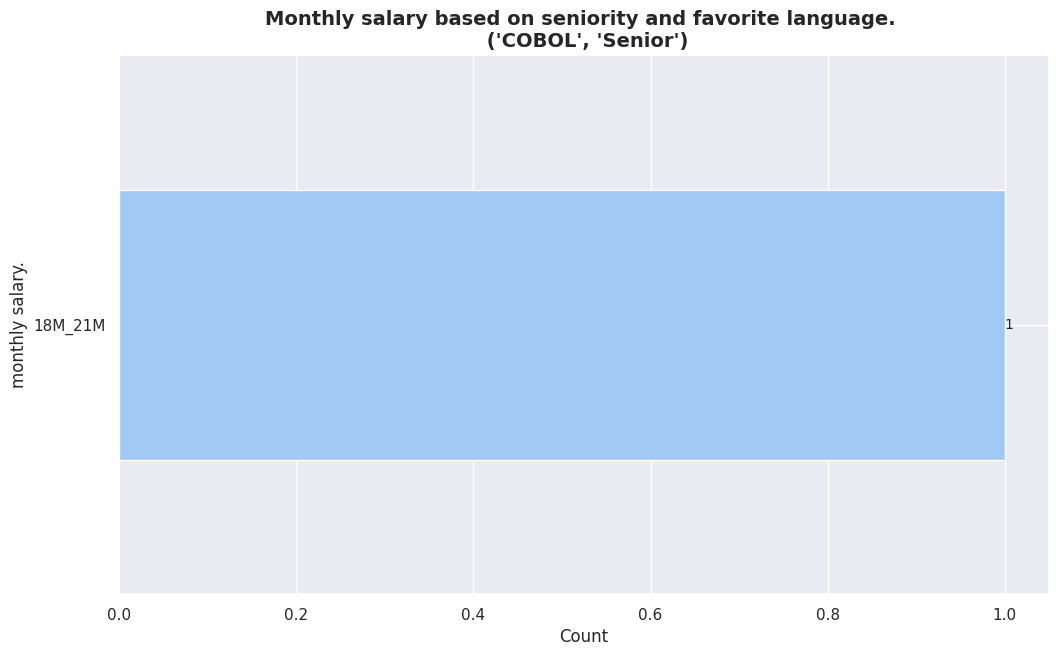 Monthly salary based on seniority and favorite language.
('COBOL', 'Senior')
monthly salary.
18M_21M
1
0.0 0.2 0.4 0.6 0.8 1.0
Count